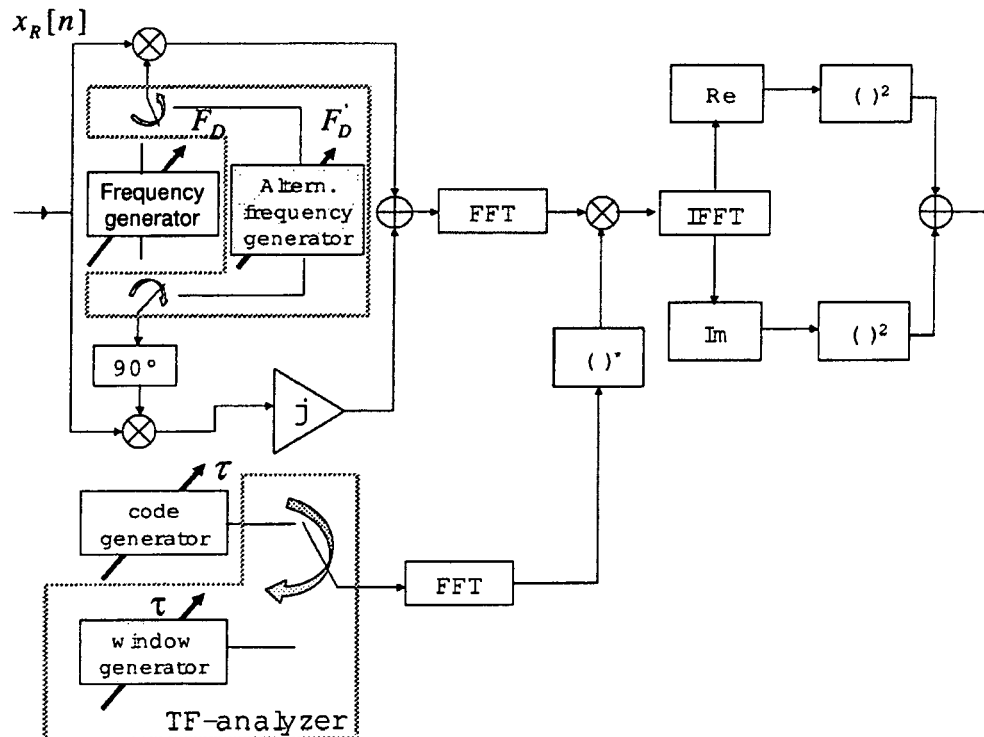 x_R[n]
F_D
F_D'
Frequency
generator
Altern.
frequency
generator
90°
j
FFT
IFFT
Re
( )²
Im
( )²
( )*
τ
code
generator
FFT
τ
window
generator
TF-analyzer